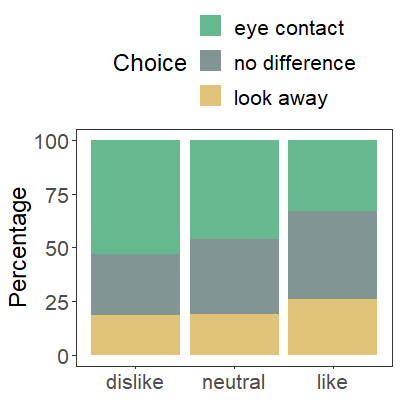 eye contact
Choice no difference
look away
Percentage
100
75
50
25
0
dislike neutral like